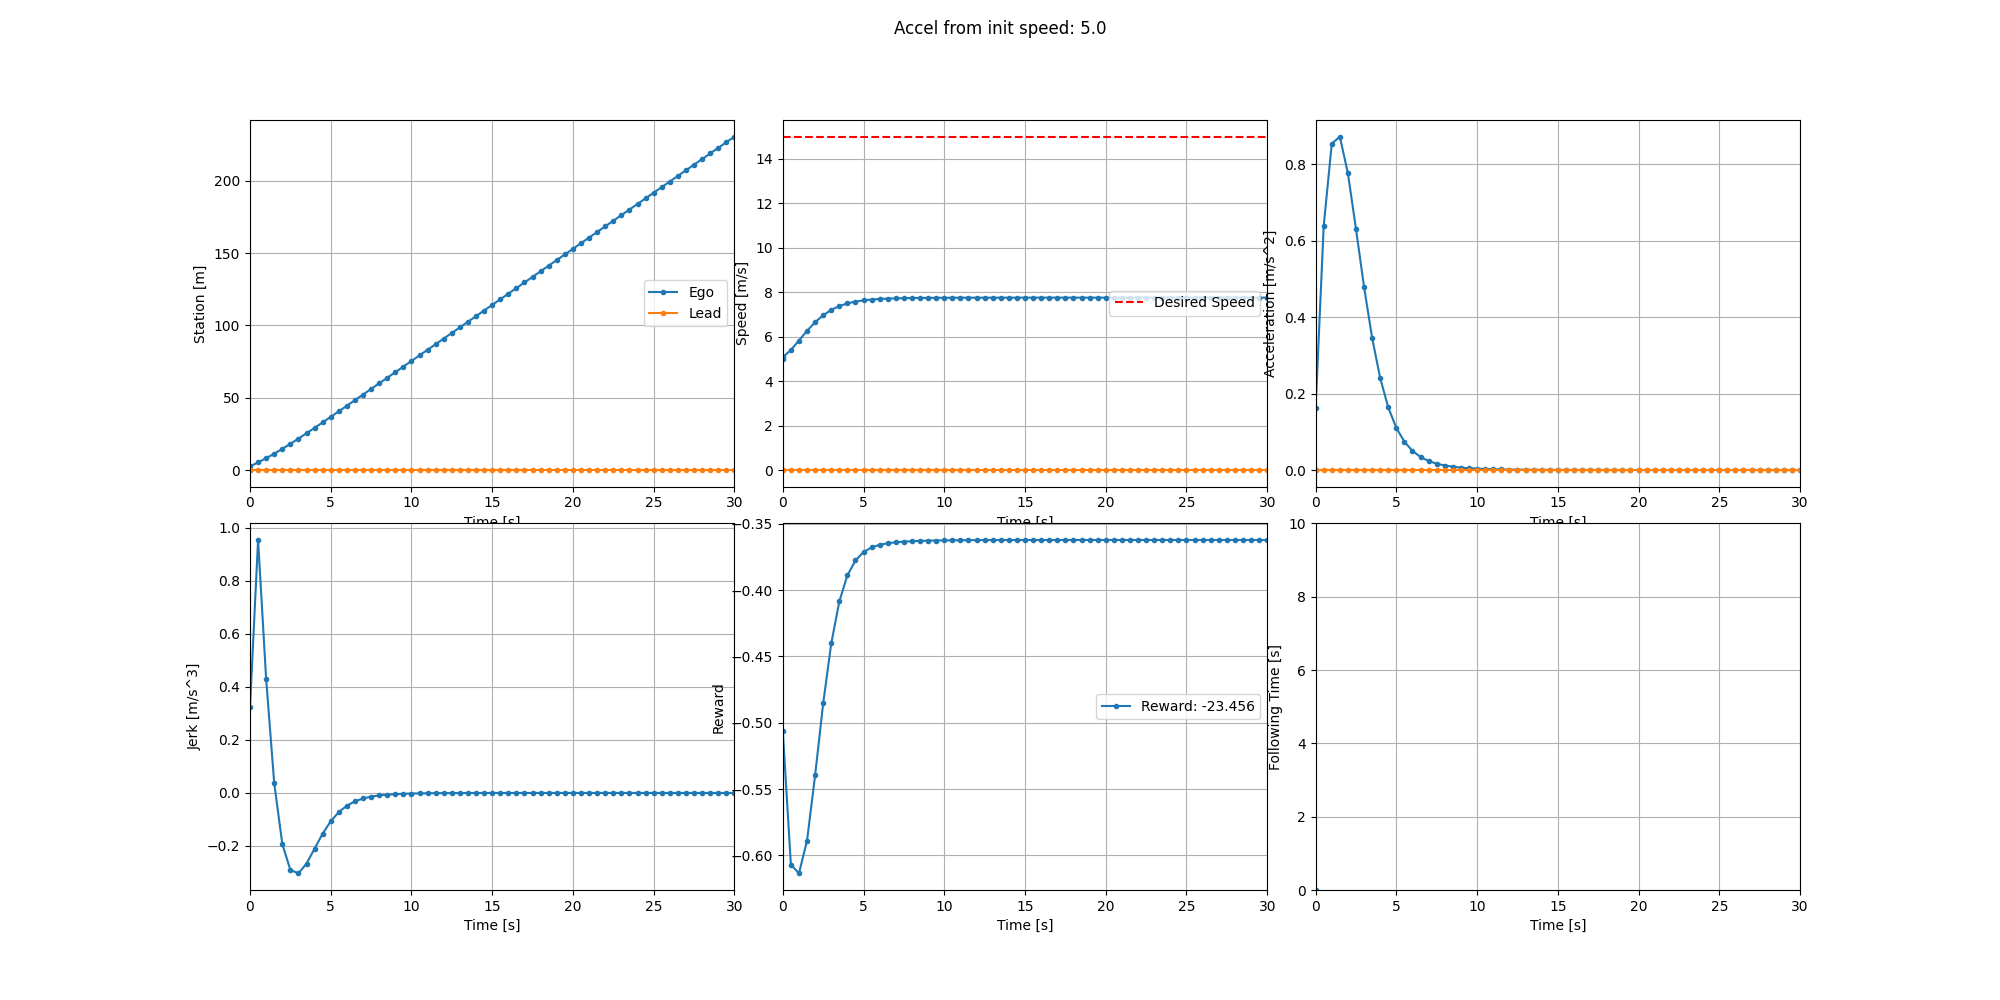 Accel from init speed: 5.0
Station [m]
200
150
100
50
0
0 5 10 15 20 25 30
Time [s]
Ego
Lead
Speed [m/s]
14
12
10
8
6
4
2
0
0 5 10 15 20 25 30
Time [s]
Desired Speed
Acceleration [m/s^2]
0.8
0.6
0.4
0.2
0.0
0 5 10 15 20 25 30
Time [s]
Jerk [m/s^3]
1.0
0.8
0.6
0.4
0.2
0.0
−0.2
0 5 10 15 20 25 30
Time [s]
Reward
−0.35
−0.40
−0.45
−0.50
−0.55
−0.60
0 5 10 15 20 25 30
Time [s]
Reward: -23.456
Following Time [s]
10
8
6
4
2
0
0 5 10 15 20 25 30
Time [s]